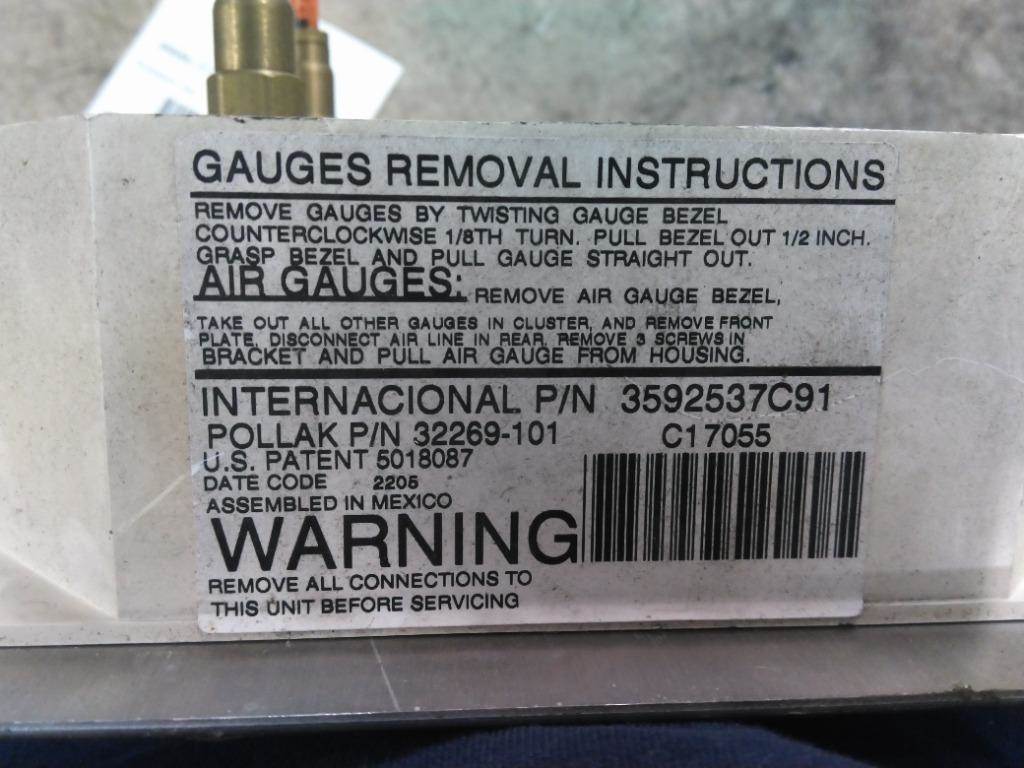 GAUGES REMOVAL INSTRUCTIONS
REMOVE GAUGES BY TWISTING GAUGE BEZEL
COUNTERCLOCKWISE 1/8TH TURN. PULL BEZEL OUT 1/2 INCH.
GRASP BEZEL AND PULL GAUGE STRAIGHT OUT.
AIR GAUGES: REMOVE AIR GAUGE BEZEL,
TAKE OUT ALL OTHER GAUGES IN CLUSTER, AND REMOVE FRONT
PLATE, DISCONNECT AIR LINE IN REAR, REMOVE 3 SCREWS IN
BRACKET AND PULL AIR GAUGE FROM HOUSING.
INTERNACIONAL P/N 3592537C91
POLLAK P/N 32269-101 C17055
U.S. PATENT 5018087
DATE CODE 2205
ASSEMBLED IN MEXICO
WARNING
REMOVE ALL CONNECTIONS TO
THIS UNIT BEFORE SERVICING